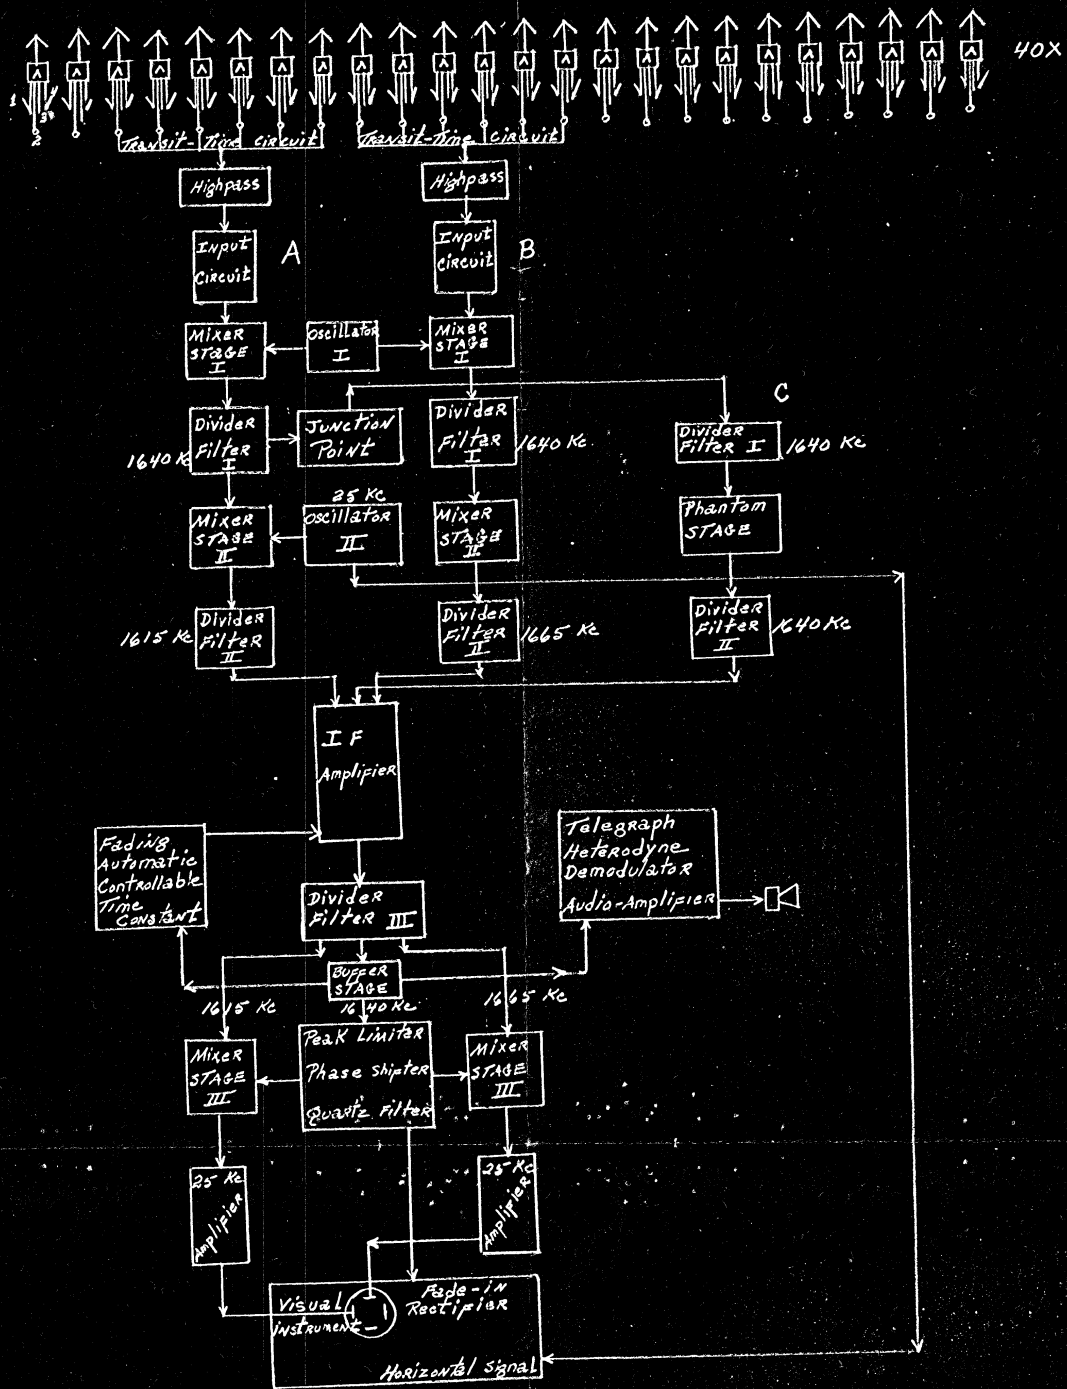 40X
1
3
2
Transit-Time Circuit
Transit-Time Circuit
Highpass
Highpass
Input
Circuit
A
Input
Circuit
B
Mixer
STAGE
I
Oscillator
I
Mixer
STAGE
I
C
Divider
Filter
I
1640 Kc
Junction
Point
Divider
Filter
I
1640 Kc
Divider
Filter I
1640 Kc
Mixer
STAGE
II
25 Kc
Oscillator
II
Mixer
STAGE
II
Phantom
STAGE
1615 Kc
Divider
Filter
II
Divider
Filter
II
1665 Kc
Divider
Filter
II
1640 Kc
IF
Amplifier
Fading
Automatic
Controllable
Time
Constant
Telegraph
Heterodyne
Demodulator
Audio-Amplifier
Divider
Filter III
Buffer
STAGE
1615 Kc
1640 Kc
1665 Kc
Mixer
STAGE
III
Peak Limiter
Phase Shifter
Quartz Filter
Mixer
STAGE
III
25 Kc
Amplifier
25 Kc
Amplifier
Visual
instrument
Fade-in
Rectifier
Horizontal Signal